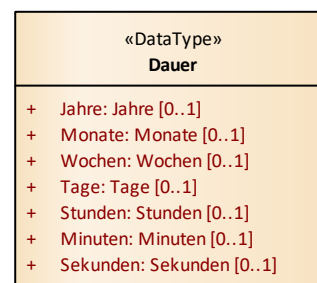 «DataType»
Dauer
+ Jahre: Jahre [0..1]
+ Monate: Monate [0..1]
+ Wochen: Wochen [0..1]
+ Tage: Tage [0..1]
+ Stunden: Stunden [0..1]
+ Minuten: Minuten [0..1]
+ Sekunden: Sekunden [0..1]